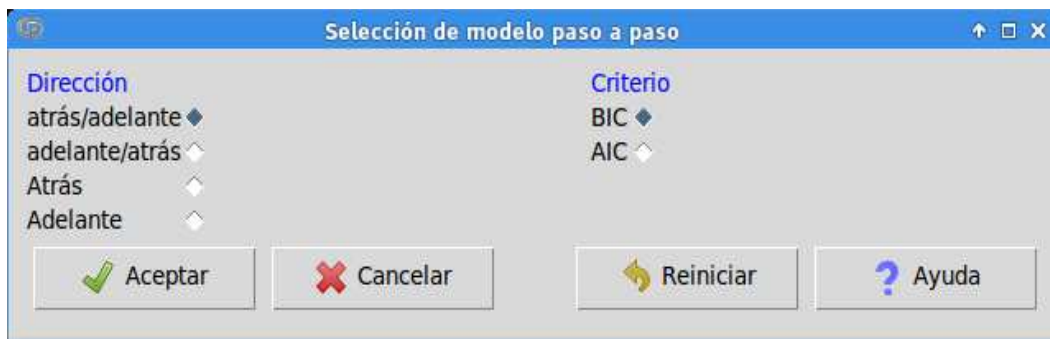 Selección de modelo paso a paso
Dirección
atrás/adelante
adelante/atrás
Atrás
Adelante
Criterio
BIC
AIC
Aceptar
Cancelar
Reiniciar
Ayuda